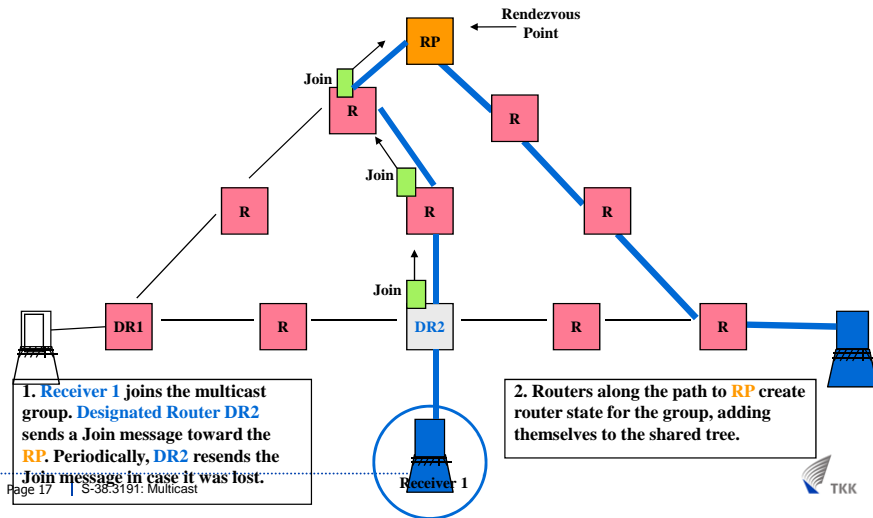 Rendezvous
Point
RP
Join
R
R
Join
R
R
R
Join
DR1
R
DR2
R
R
1. Receiver 1 joins the multicast
group. Designated Router DR2
sends a Join message toward the
RP. Periodically, DR2 resends the
Join message in case it was lost.
2. Routers along the path to RP create
router state for the group, adding
themselves to the shared tree.
Receiver 1
Page 17 | S-38.3191: Multicast
TKK